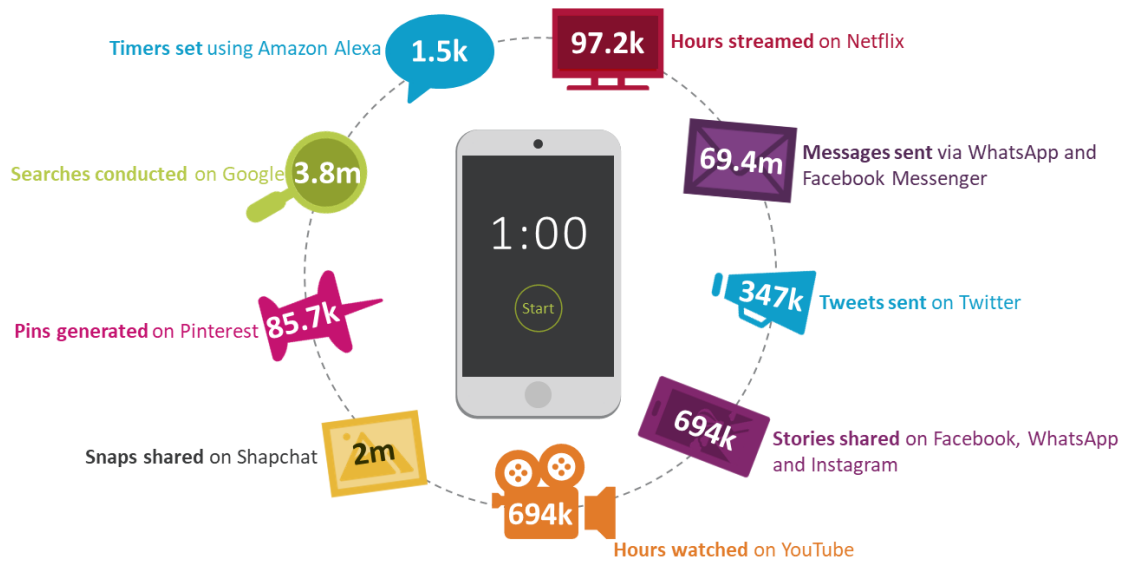 Timers set using Amazon Alexa
1.5k
97.2k
Hours streamed on Netflix
Searches conducted on Google
3.8m
69.4m
Messages sent via WhatsApp and
Facebook Messenger
1:00
Start
Pins generated on Pinterest
85.7k
347k
Tweets sent on Twitter
Snaps shared on Shapchat
2m
694k
Stories shared on Facebook, WhatsApp
and Instagram
694k
Hours watched on YouTube